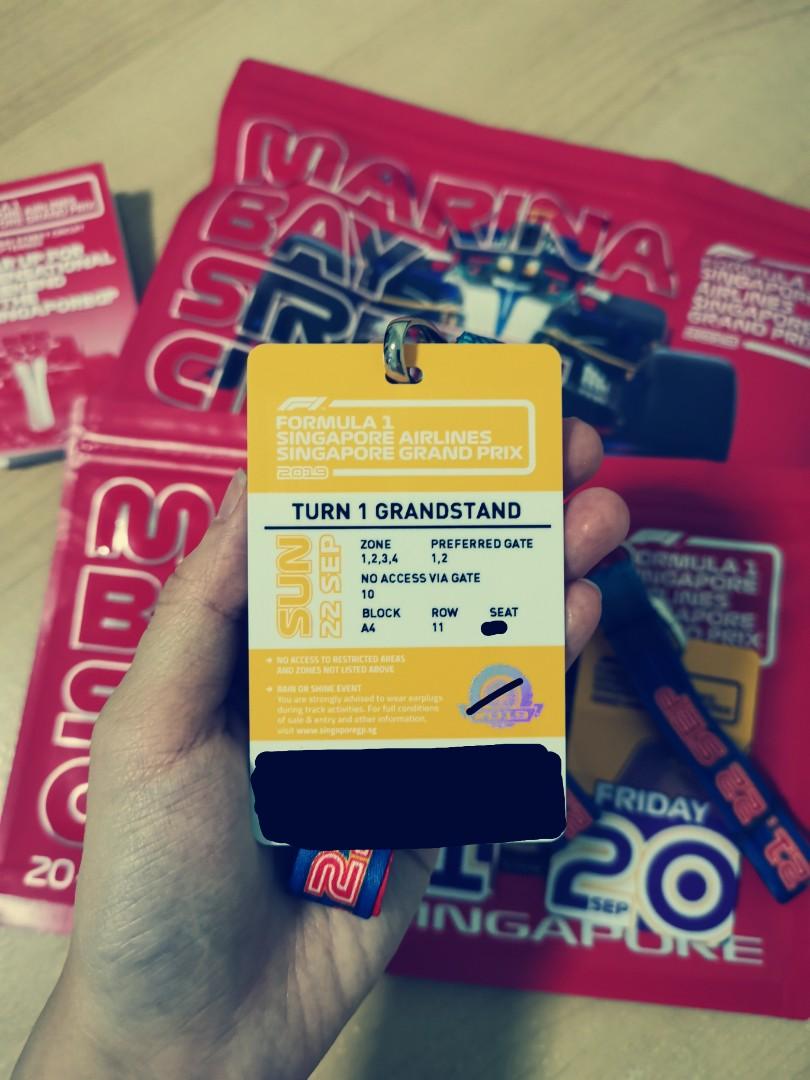 MARINA
BAY
FORMULA 1
SINGAPORE
AIRLINES
GRAND PRIX
2019
F1
FORMULA 1
SINGAPORE AIRLINES
SINGAPORE GRAND PRIX
2019
TURN 1 GRANDSTAND
SUN
22 SEP
ZONE PREFERRED GATE
1,2,3,4 1,2
NO ACCESS VIA GATE
10
BLOCK ROW SEAT
A4 11
→ NO ACCESS TO RESTRICTED AREAS
AND ZONES NOT LISTED ABOVE
→ RAIN OR SHINE EVENT
You are strongly advised to wear earplugs
during track activities. For full conditions
of sale & entry and other information,
visit www.singaporegp.sg
2019
FORMULA 1
SINGAPORE
AIRLINES
22 SEP
FRIDAY
20
SEP
SINGAPORE